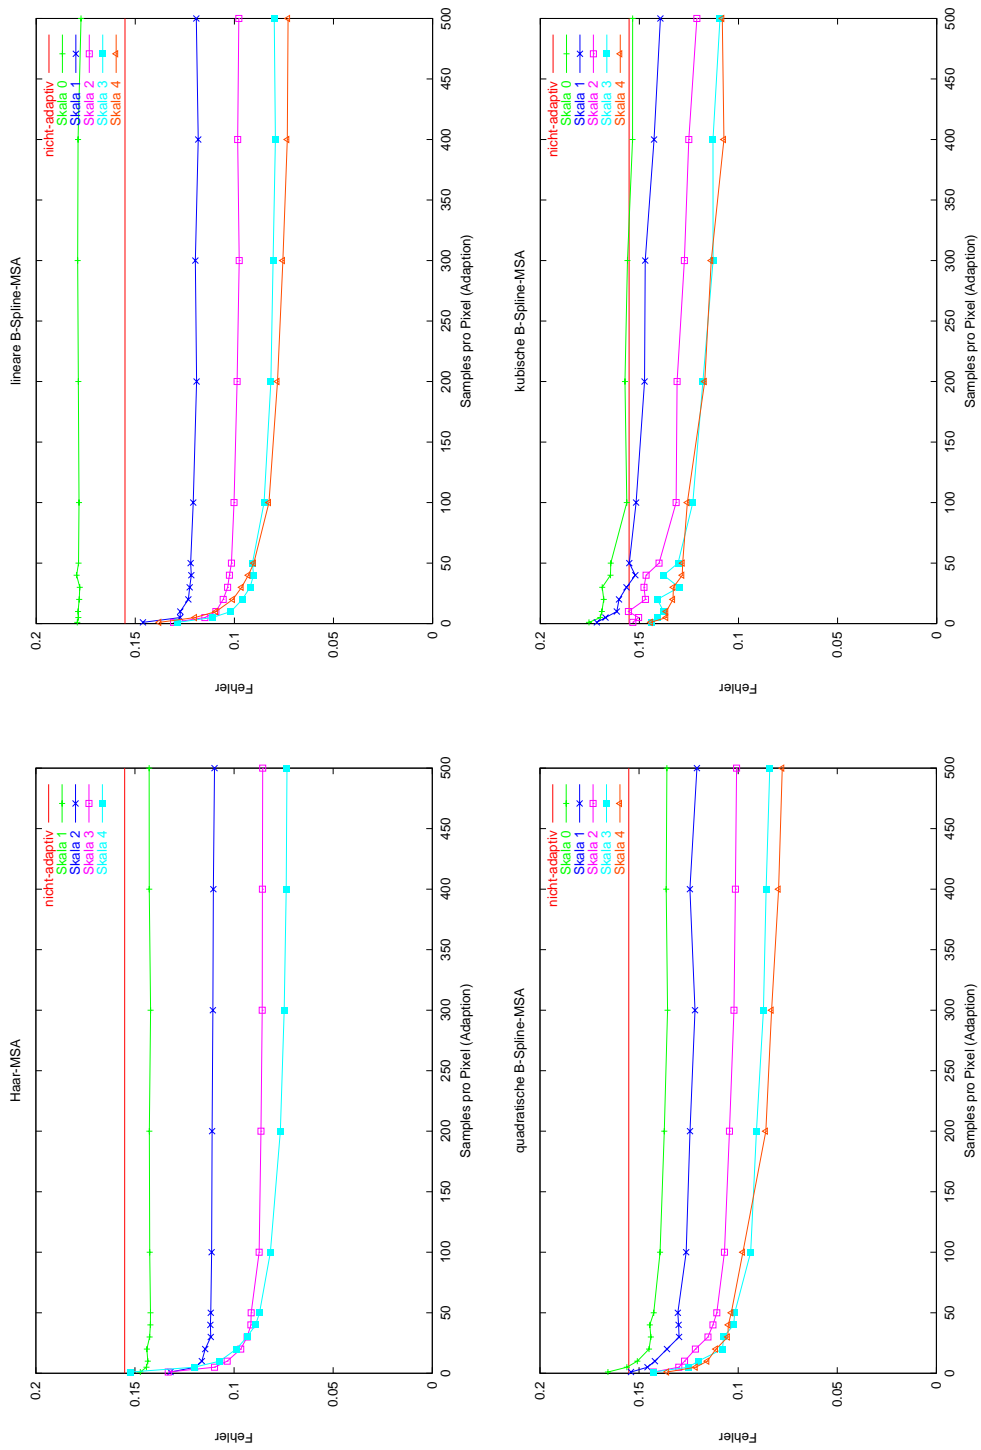 Haar-MSA
nicht-adaptiv
Skala 1
Skala 2
Skala 3
Skala 4
0.2
0.15
0.1
0.05
0
Fehler
0
50
100
150
200
250
300
350
400
450
500
Samples pro Pixel (Adaption)
lineare B-Spline-MSA
nicht-adaptiv
Skala 0
Skala 1
Skala 2
Skala 3
Skala 4
0.2
0.15
0.1
0.05
0
Fehler
0
50
100
150
200
250
300
350
400
450
500
Samples pro Pixel (Adaption)
quadratische B-Spline-MSA
nicht-adaptiv
Skala 0
Skala 1
Skala 2
Skala 3
Skala 4
0.2
0.15
0.1
0.05
0
Fehler
0
50
100
150
200
250
300
350
400
450
500
Samples pro Pixel (Adaption)
kubische B-Spline-MSA
nicht-adaptiv
Skala 0
Skala 1
Skala 2
Skala 3
Skala 4
0.2
0.15
0.1
0.05
0
Fehler
0
50
100
150
200
250
300
350
400
450
500
Samples pro Pixel (Adaption)